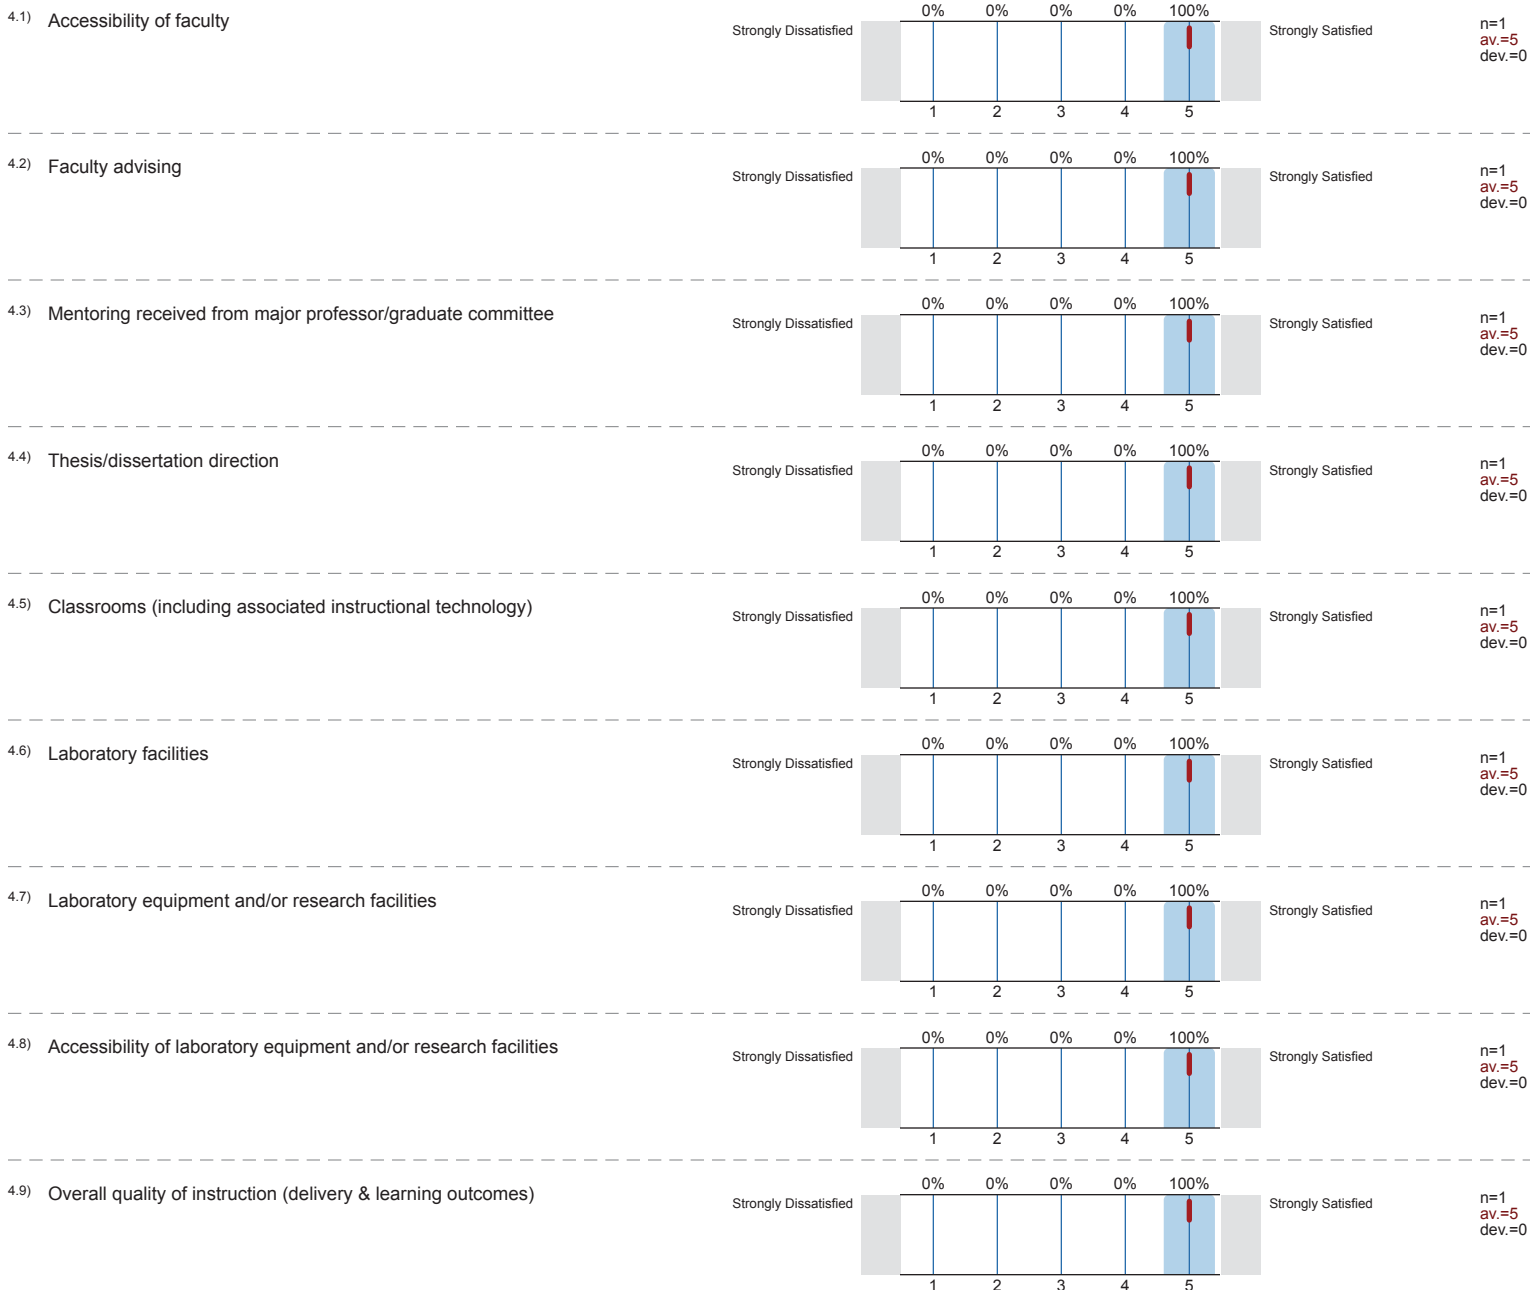 4.1) Accessibility of faculty
0% 0% 0% 0% 100%
Strongly Dissatisfied Strongly Satisfied
n=1
av.=5
dev.=0
1 2 3 4 5
4.2) Faculty advising
0% 0% 0% 0% 100%
Strongly Dissatisfied Strongly Satisfied
n=1
av.=5
dev.=0
1 2 3 4 5
4.3) Mentoring received from major professor/graduate committee
0% 0% 0% 0% 100%
Strongly Dissatisfied Strongly Satisfied
n=1
av.=5
dev.=0
1 2 3 4 5
4.4) Thesis/dissertation direction
0% 0% 0% 0% 100%
Strongly Dissatisfied Strongly Satisfied
n=1
av.=5
dev.=0
1 2 3 4 5
4.5) Classrooms (including associated instructional technology)
0% 0% 0% 0% 100%
Strongly Dissatisfied Strongly Satisfied
n=1
av.=5
dev.=0
1 2 3 4 5
4.6) Laboratory facilities
0% 0% 0% 0% 100%
Strongly Dissatisfied Strongly Satisfied
n=1
av.=5
dev.=0
1 2 3 4 5
4.7) Laboratory equipment and/or research facilities
0% 0% 0% 0% 100%
Strongly Dissatisfied Strongly Satisfied
n=1
av.=5
dev.=0
1 2 3 4 5
4.8) Accessibility of laboratory equipment and/or research facilities
0% 0% 0% 0% 100%
Strongly Dissatisfied Strongly Satisfied
n=1
av.=5
dev.=0
1 2 3 4 5
4.9) Overall quality of instruction (delivery & learning outcomes)
0% 0% 0% 0% 100%
Strongly Dissatisfied Strongly Satisfied
n=1
av.=5
dev.=0
1 2 3 4 5